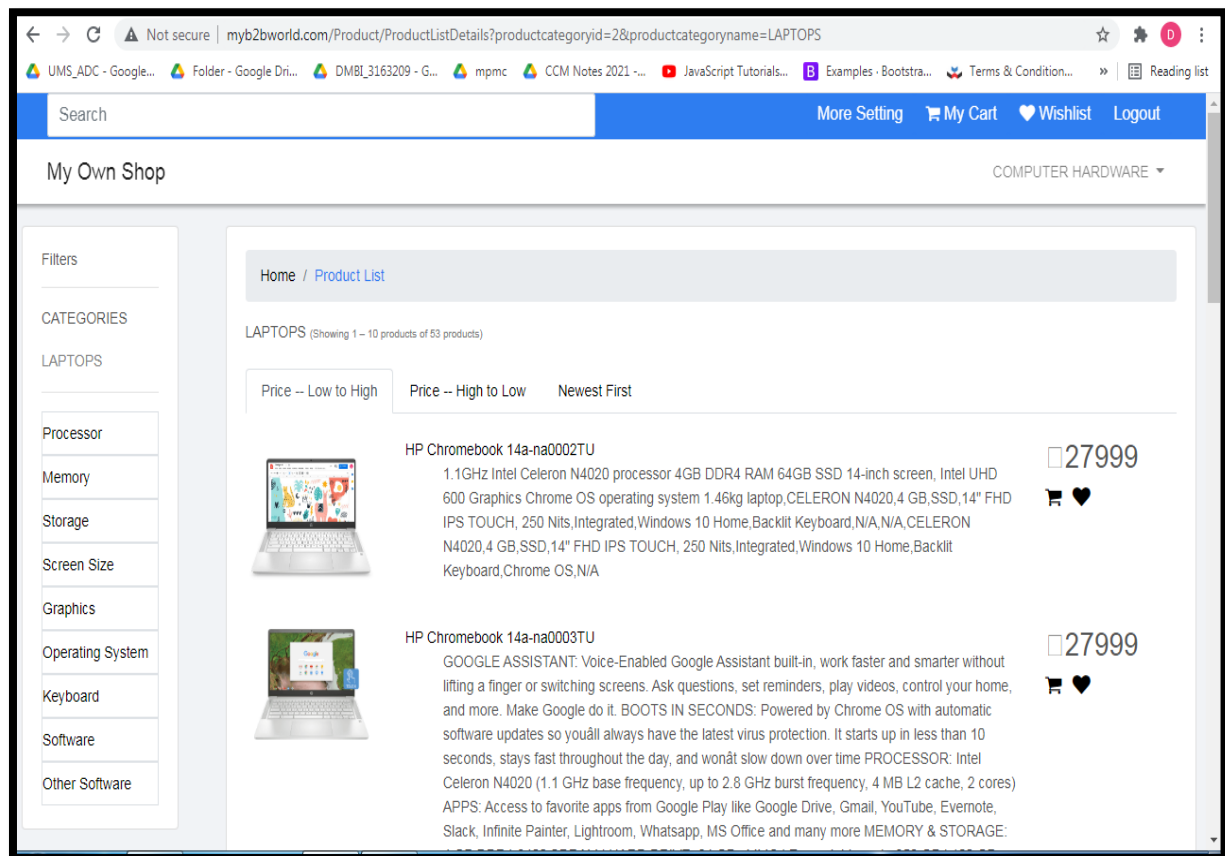 Not secure | myb2bworld.com/Product/ProductListDetails?productcategoryid=2&productcategoryname=LAPTOPS
D
UMS_ADC - Google... Folder - Google Dri... DMBI_3163209 - G... mpmc CCM Notes 2021 -... JavaScript Tutorials... B Examples · Bootstra... Terms & Condition... » Reading list
Search More Setting My Cart Wishlist Logout
My Own Shop COMPUTER HARDWARE
Filters
CATEGORIES
LAPTOPS
Processor
Memory
Storage
Screen Size
Graphics
Operating System
Keyboard
Software
Other Software
Home / Product List
LAPTOPS (Showing 1 – 10 products of 53 products)
Price -- Low to High Price -- High to Low Newest First
HP Chromebook 14a-na0002TU
27999
1.1GHz Intel Celeron N4020 processor 4GB DDR4 RAM 64GB SSD 14-inch screen, Intel UHD
600 Graphics Chrome OS operating system 1.46kg laptop,CELERON N4020,4 GB,SSD,14" FHD
IPS TOUCH, 250 Nits,Integrated,Windows 10 Home,Backlit Keyboard,N/A,N/A,CELERON
N4020,4 GB,SSD,14" FHD IPS TOUCH, 250 Nits,Integrated,Windows 10 Home,Backlit
Keyboard,Chrome OS,N/A
HP Chromebook 14a-na0003TU
27999
GOOGLE ASSISTANT: Voice-Enabled Google Assistant built-in, work faster and smarter without
lifting a finger or switching screens. Ask questions, set reminders, play videos, control your home,
and more. Make Google do it. BOOTS IN SECONDS: Powered by Chrome OS with automatic
software updates so youâll always have the latest virus protection. It starts up in less than 10
seconds, stays fast throughout the day, and wonât slow down over time PROCESSOR: Intel
Celeron N4020 (1.1 GHz base frequency, up to 2.8 GHz burst frequency, 4 MB L2 cache, 2 cores)
APPS: Access to favorite apps from Google Play like Google Drive, Gmail, YouTube, Evernote,
Slack, Infinite Painter, Lightroom, Whatsapp, MS Office and many more MEMORY & STORAGE: